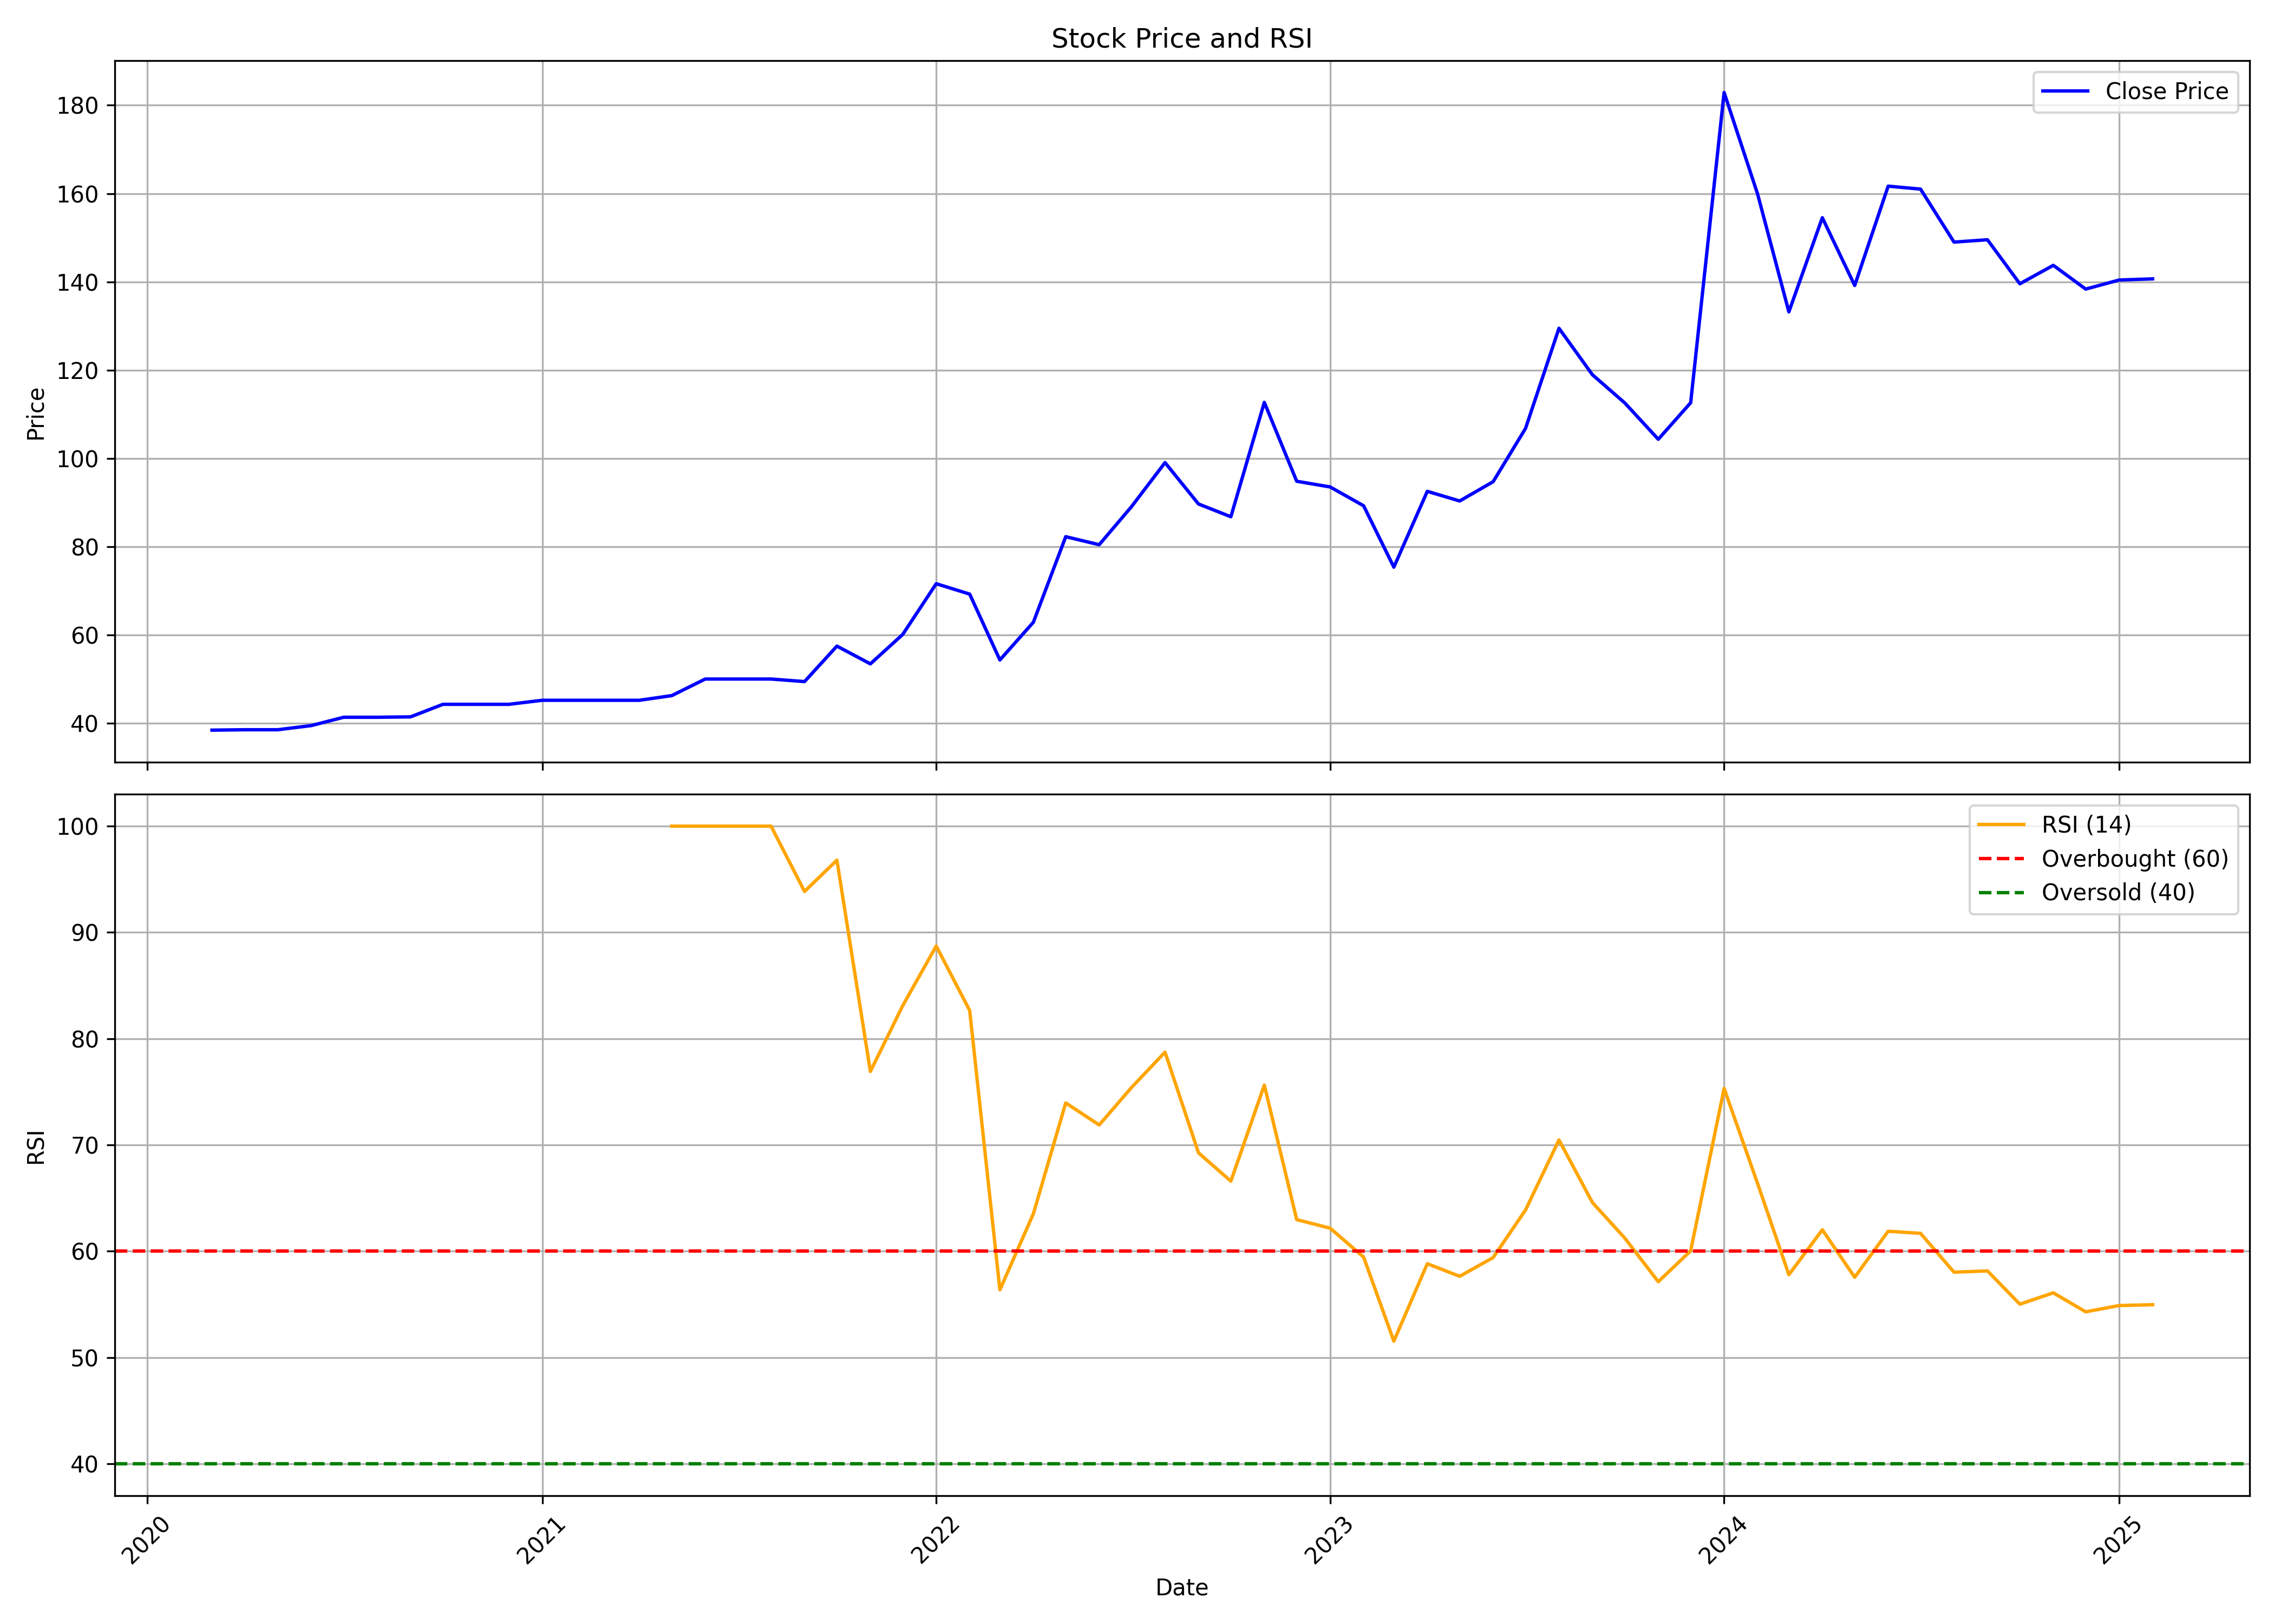 Stock Price and RSI
Close Price
180
160
140
120
100
80
60
40
Price
RSI (14)
Overbought (60)
Oversold (40)
100
90
80
70
60
50
40
RSI
2020
2021
2022
2023
2024
2025
Date